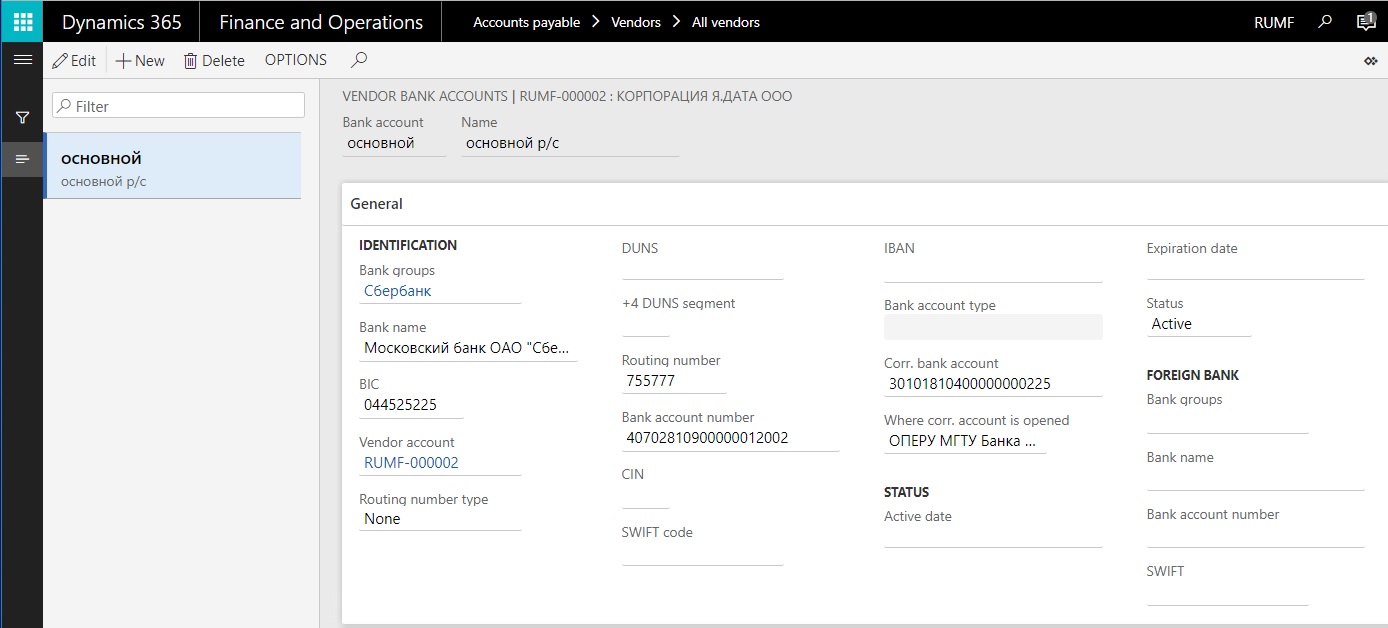 Dynamics 365 Finance and Operations Accounts payable > Vendors > All vendors RUMF 1
Edit New Delete OPTIONS
Filter
основной
основной р/с
VENDOR BANK ACCOUNTS | RUMF-000002 : КОРПОРАЦИЯ Я.ДАТА ООО
Bank account Name
основной основной р/с
General
IDENTIFICATION
Bank groups
Сбербанк
Bank name
Московский банк ОАО "Сбе...
BIC
044525225
Vendor account
RUMF-000002
Routing number type
None
DUNS
+4 DUNS segment
Routing number
755777
Bank account number
40702810900000012002
CIN
SWIFT code
IBAN
Bank account type
Corr. bank account
30101810400000000225
Where corr. account is opened
ОПЕРУ МГТУ Банка ...
STATUS
Active date
Expiration date
Status
Active
FOREIGN BANK
Bank groups
Bank name
Bank account number
SWIFT